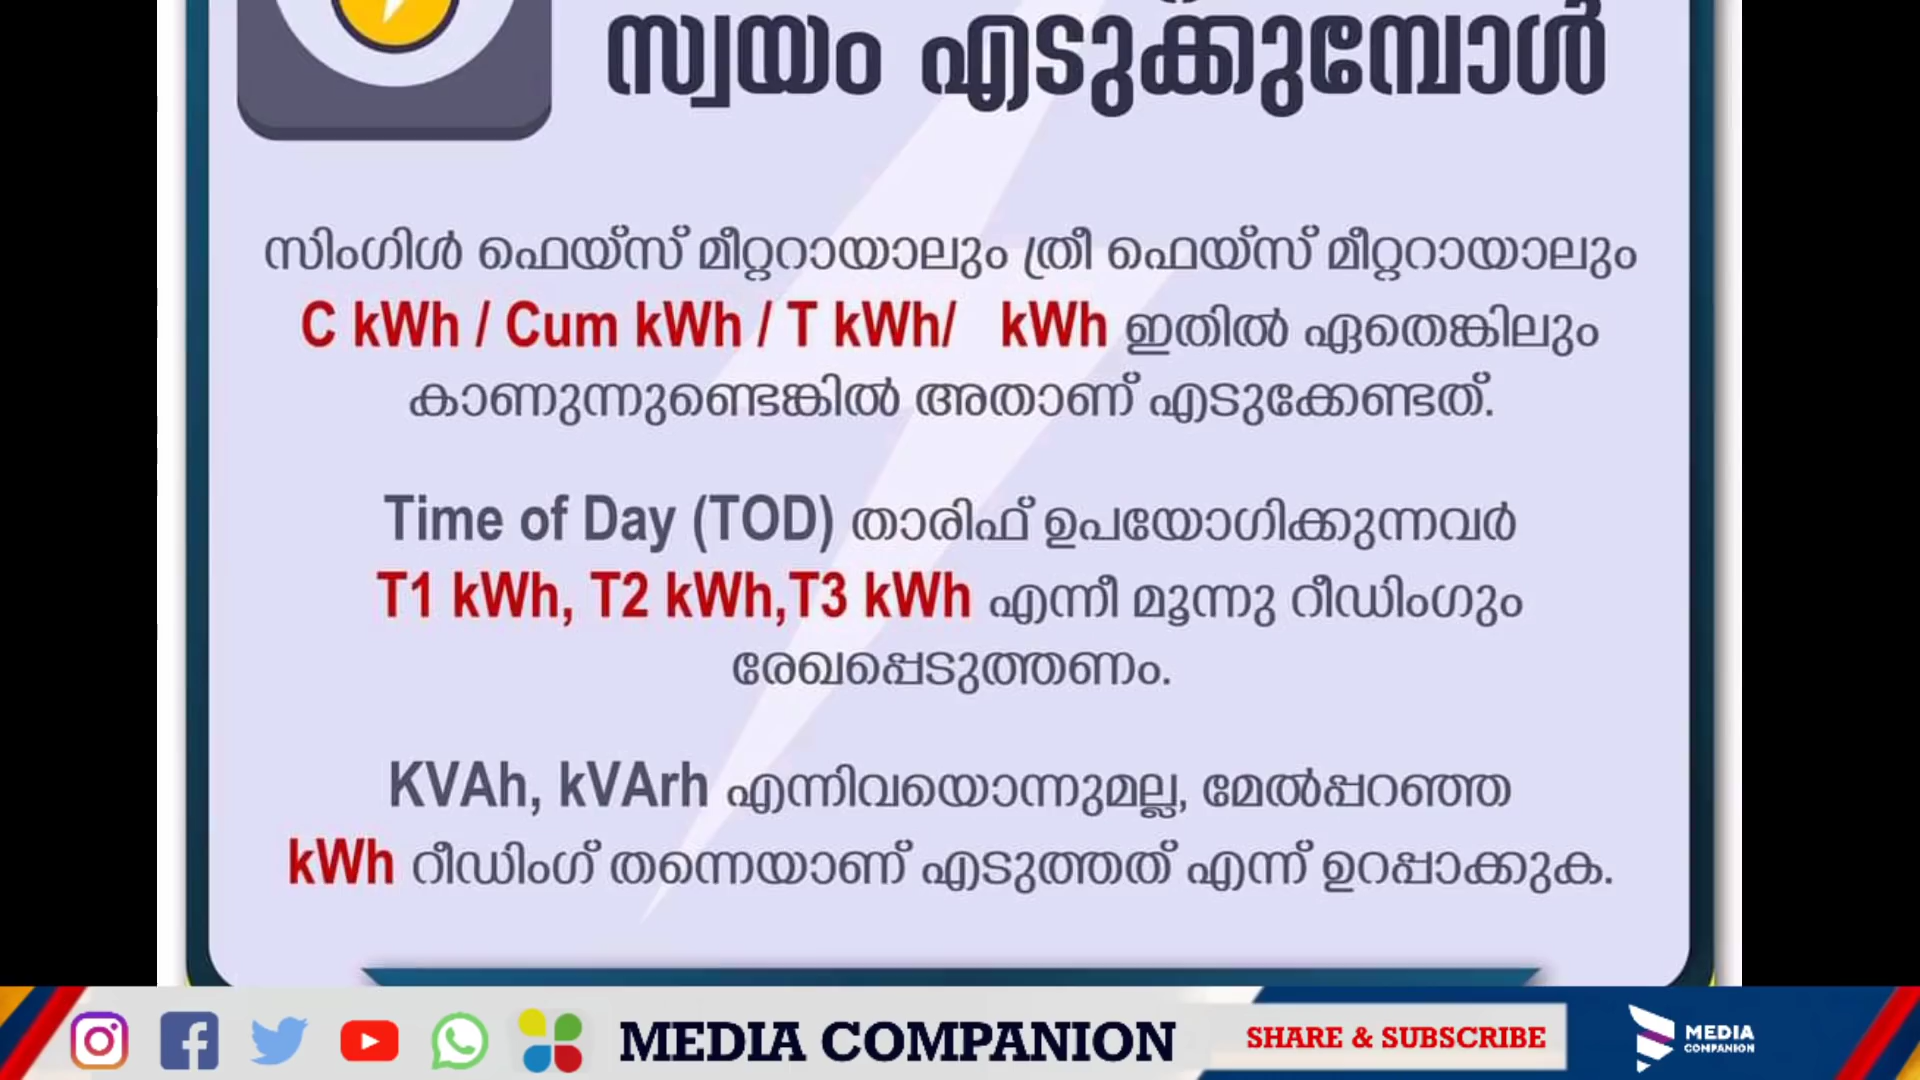 സ്വയം എടുക്കുമ്പോൾ
സിംഗിൾ ഫെയ്സ് മീറ്ററായാലും ത്രീ ഫെയ്സ് മീറ്ററായാലും
C kWh / Cum kWh / T kWh/ kWh ഇതിൽ ഏതെങ്കിലും
കാണുന്നുണ്ടെങ്കിൽ അതാണ് എടുക്കേണ്ടത്.
Time of Day (TOD) താരിഫ് ഉപയോഗിക്കുന്നവർ
T1 kWh, T2 kWh,T3 kWh എന്നീ മൂന്നു റീഡിംഗും
രേഖപ്പെടുത്തണം.
KVAh, kVArh എന്നിവയൊന്നുമല്ല, മേൽപ്പറഞ്ഞ
kWh റീഡിംഗ് തന്നെയാണ് എടുത്തത് എന്ന് ഉറപ്പാക്കുക.
MEDIA COMPANION
SHARE & SUBSCRIBE
MEDIA
COMPANION